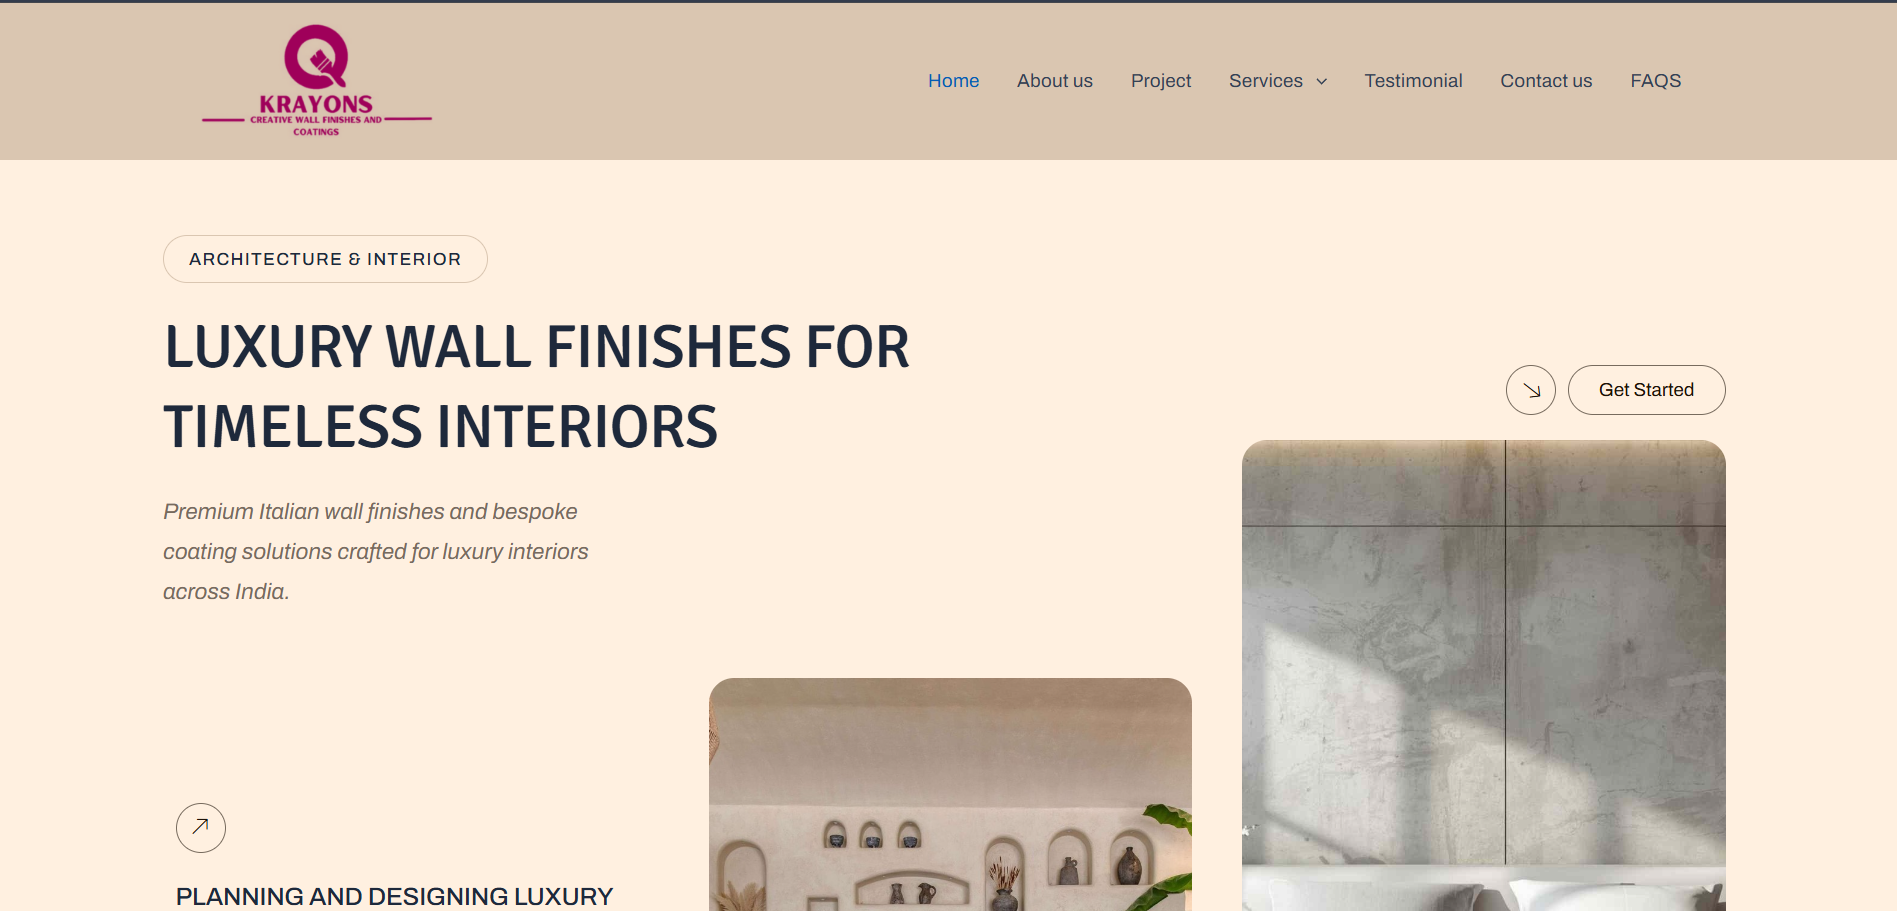 KRAYONS
CREATIVE WALL FINISHES AND
COATINGS
Home About us Project Services Testimonial Contact us FAQS
ARCHITECTURE & INTERIOR
LUXURY WALL FINISHES FOR
TIMELESS INTERIORS
Get Started
Premium Italian wall finishes and bespoke
coating solutions crafted for luxury interiors
across India.
PLANNING AND DESIGNING LUXURY